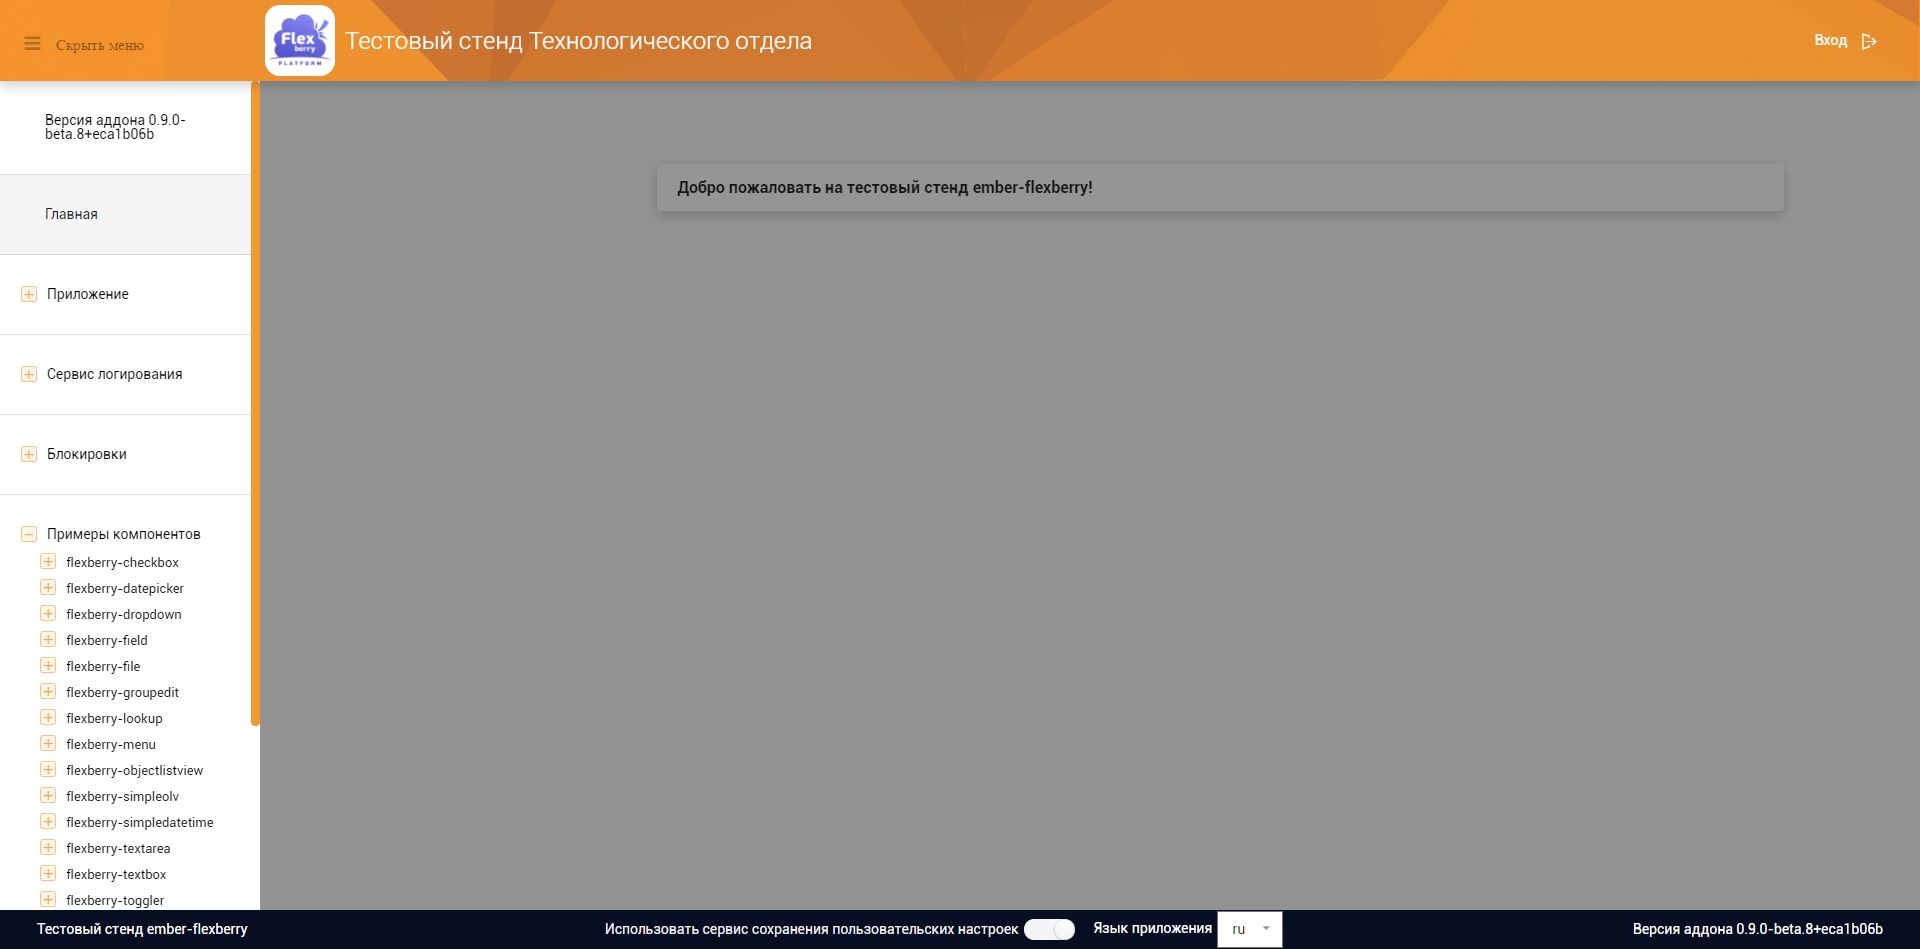 Скрыть меню
Flex
berry
PLATFORM
Тестовый стенд Технологического отдела
Вход
Версия аддона 0.9.0-
beta.8+eca1b06b
Главная
Приложение
Сервис логирования
Блокировки
Примеры компонентов
flexberry-checkbox
flexberry-datepicker
flexberry-dropdown
flexberry-field
flexberry-file
flexberry-groupedit
flexberry-lookup
flexberry-menu
flexberry-objectlistview
flexberry-simpleolv
flexberry-simpledatetime
flexberry-textarea
flexberry-textbox
flexberry-toggler
Добро пожаловать на тестовый стенд ember-flexberry!
Тестовый стенд ember-flexberry
Использовать сервис сохранения пользовательских настроек
Язык приложения
ru
Версия аддона 0.9.0-beta.8+eca1b06b